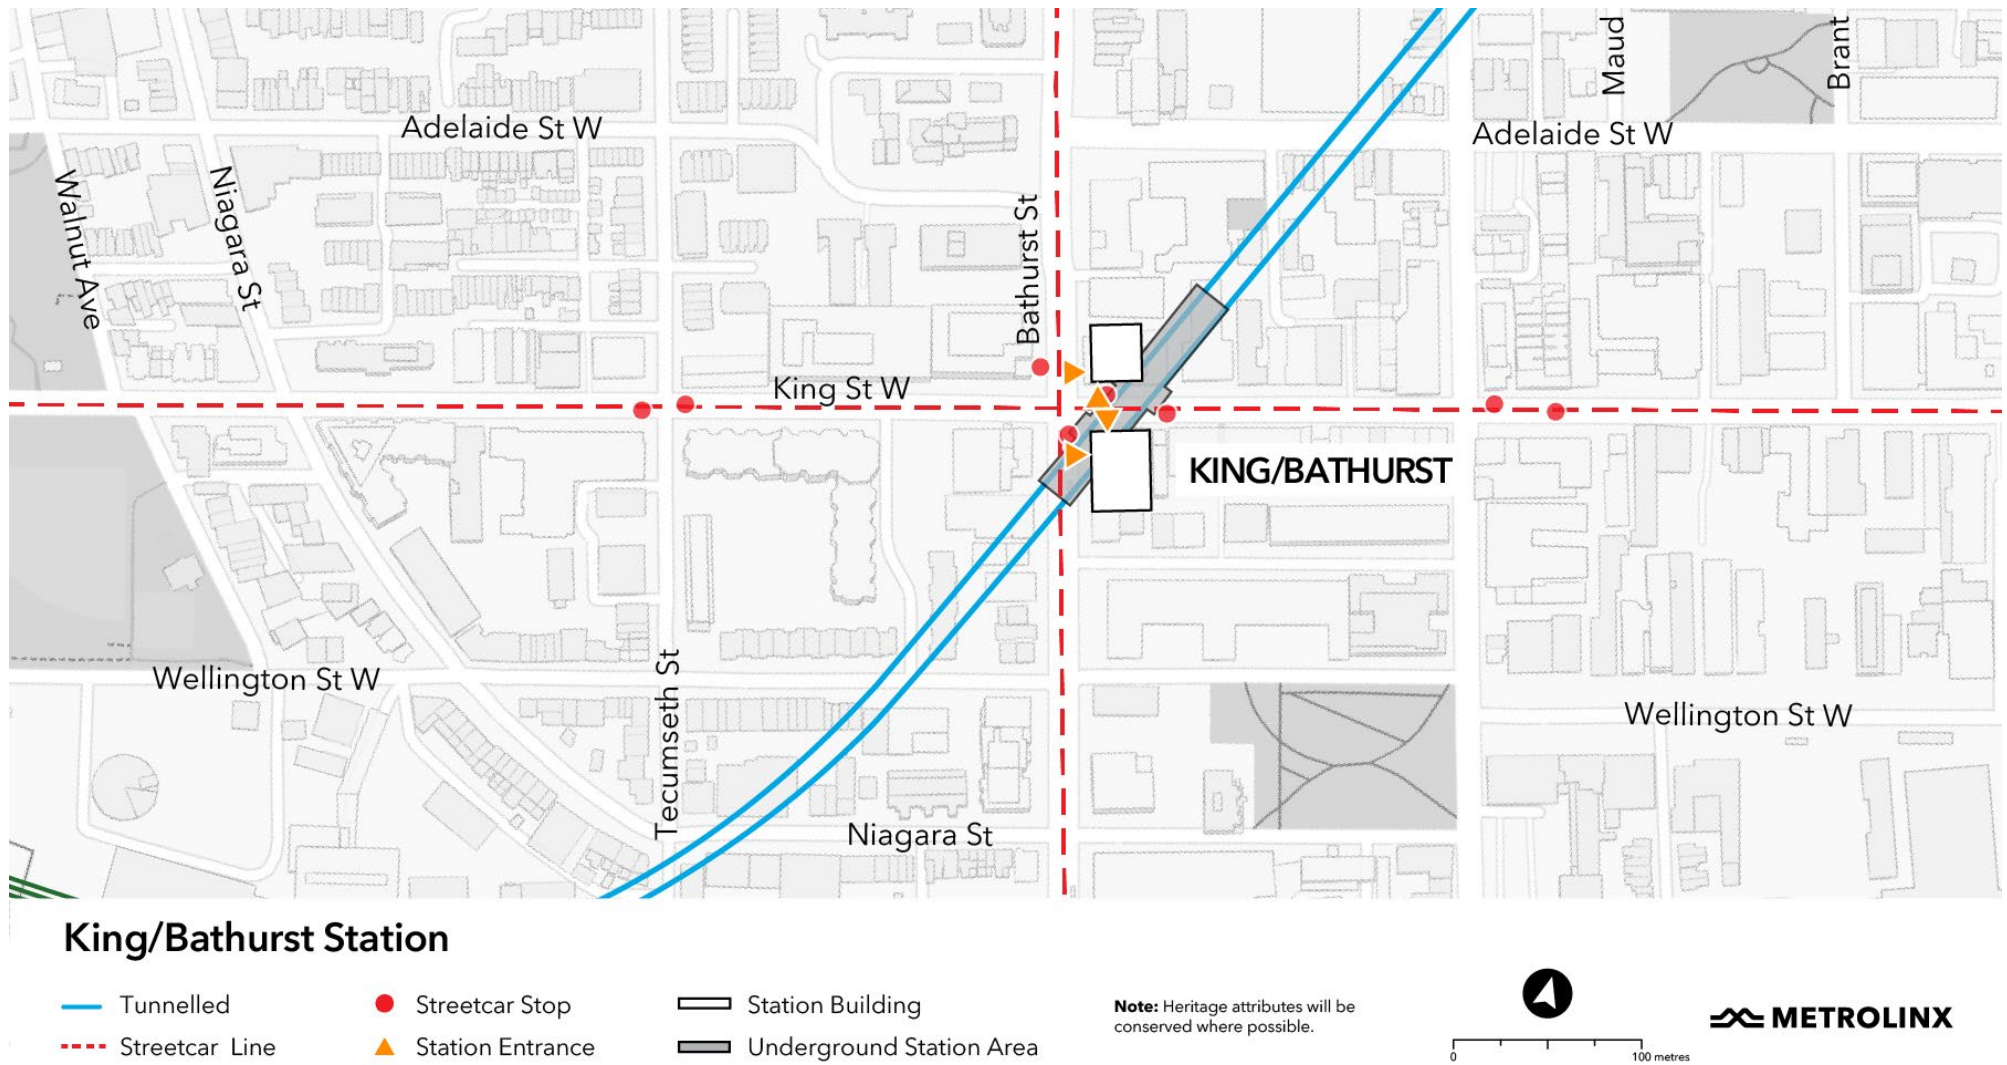 Maud
Brant
Adelaide St W
Adelaide St W
Walnut Ave
Niagara St
Bathurst St
King St W
KING/BATHURST
Wellington St W
Tecumseth St
Wellington St W
Niagara St
King/Bathurst Station
Tunnelled
Streetcar Stop
Station Building
Streetcar Line
Station Entrance
Underground Station Area
Note: Heritage attributes will be
conserved where possible.
0
100 metres
METROLINX